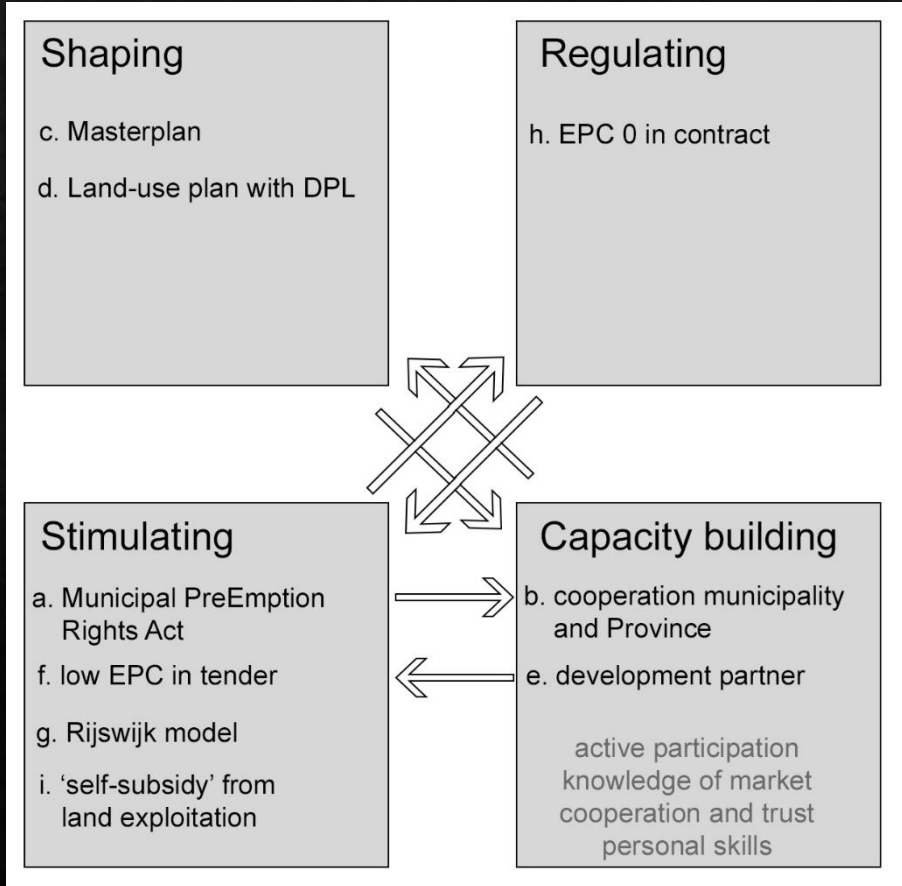 Shaping
c. Masterplan
d. Land-use plan with DPL
Regulating
h. EPC 0 in contract
Stimulating
a. Municipal PreEmption
Rights Act
f. low EPC in tender
g. Rijswijk model
i. ‘self-subsidy’ from
land exploitation
Capacity building
b. cooperation municipality
and Province
e. development partner
active participation
knowledge of market
cooperation and trust
personal skills